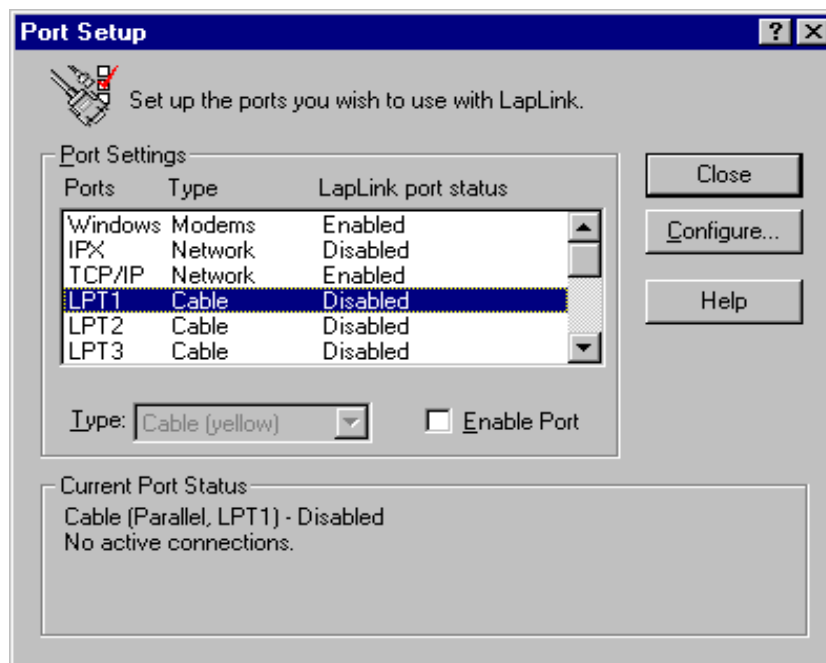 Port Setup
Set up the ports you wish to use with LapLink.
Port Settings
Ports Type LapLink port status
Windows Modems Enabled
IPX Network Disabled
TCP/IP Network Enabled
LPT1 Cable Disabled
LPT2 Cable Disabled
LPT3 Cable Disabled
Type: Cable (yellow) Enable Port
Close
Configure...
Help
Current Port Status
Cable (Parallel, LPT1) - Disabled
No active connections.